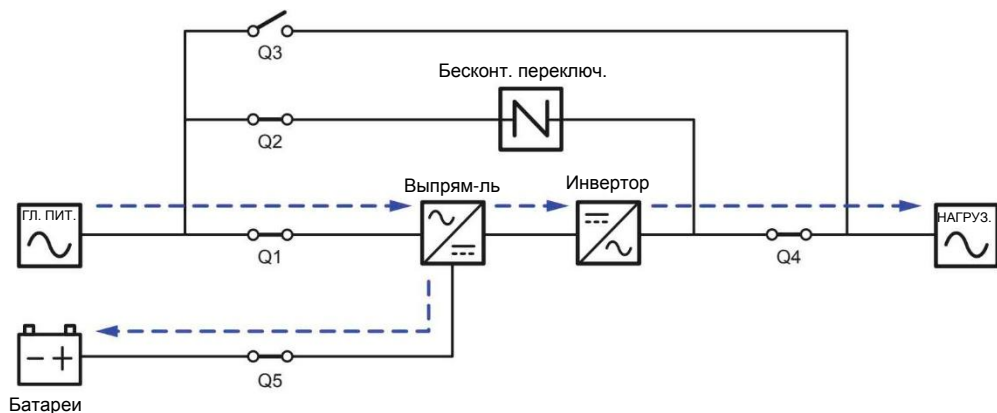 Q3
Бесконт. переключ.
Q2
Выпрям-ль
Инвертор
ГЛ. ПИТ.
НАГРУЗ.
Q1
Q4
Q5
Батареи